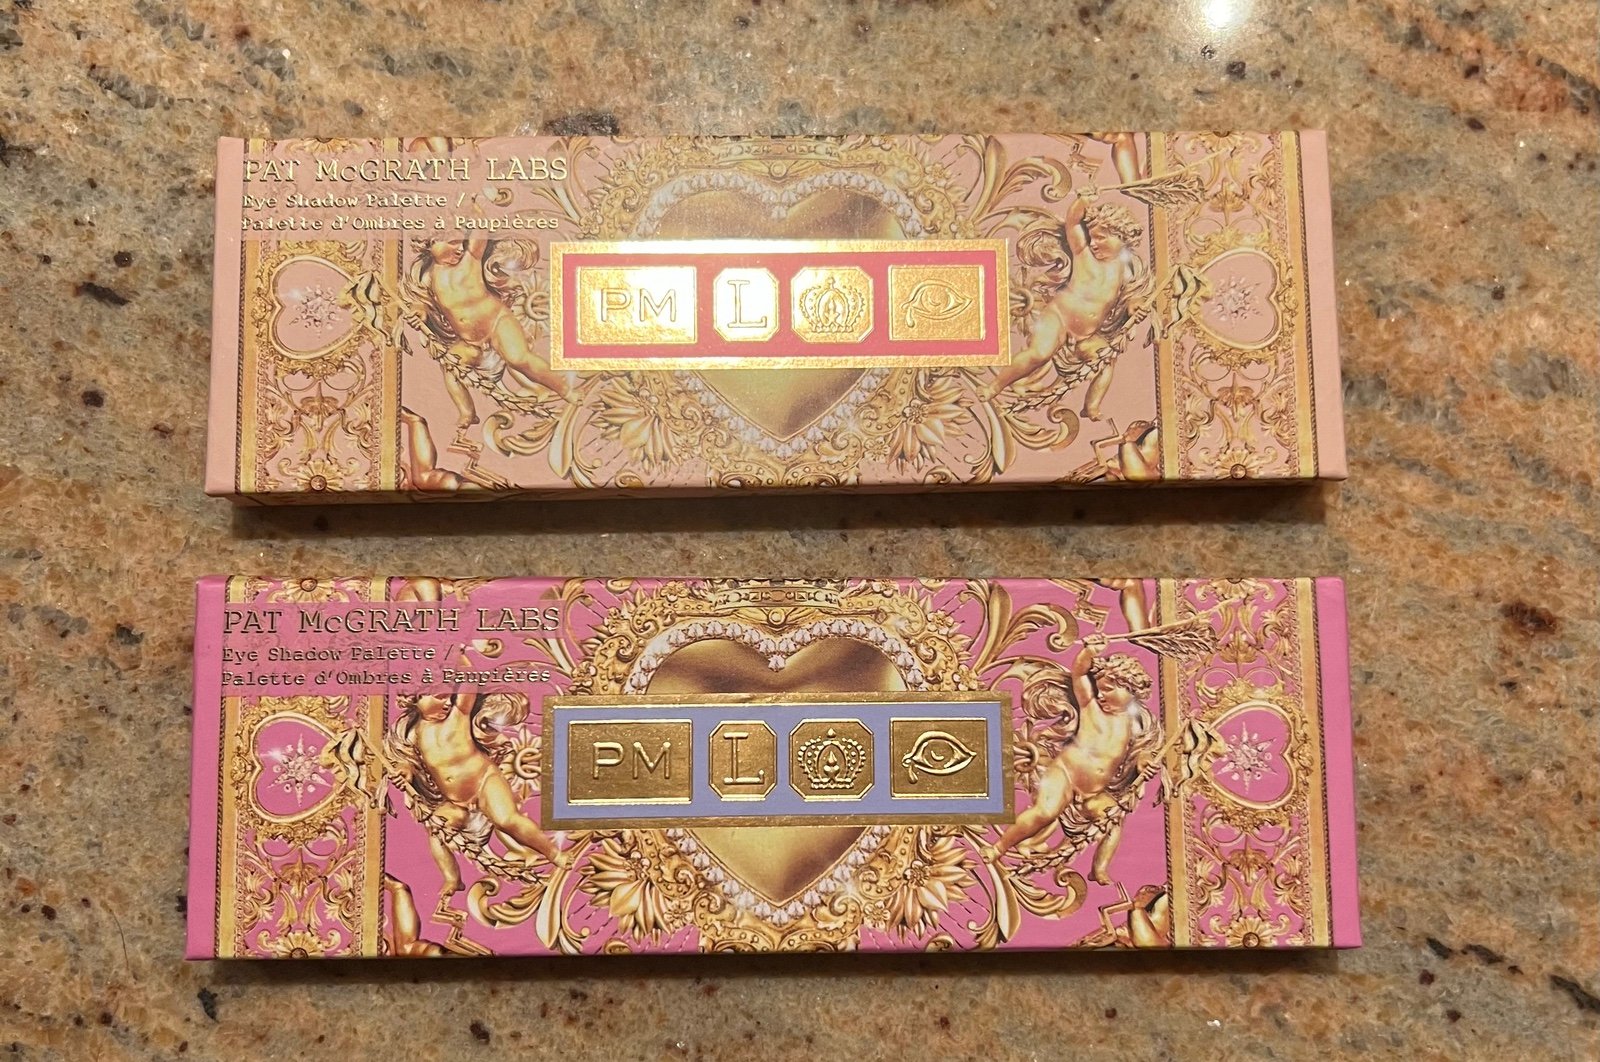 PAT McGRATH LABS
Eye Shadow Palette /
Palette d'Ombres à Paupières
PM L
PAT McGRATH LABS
Eye Shadow Palette /
Palette d'Ombres à Paupières
PM L